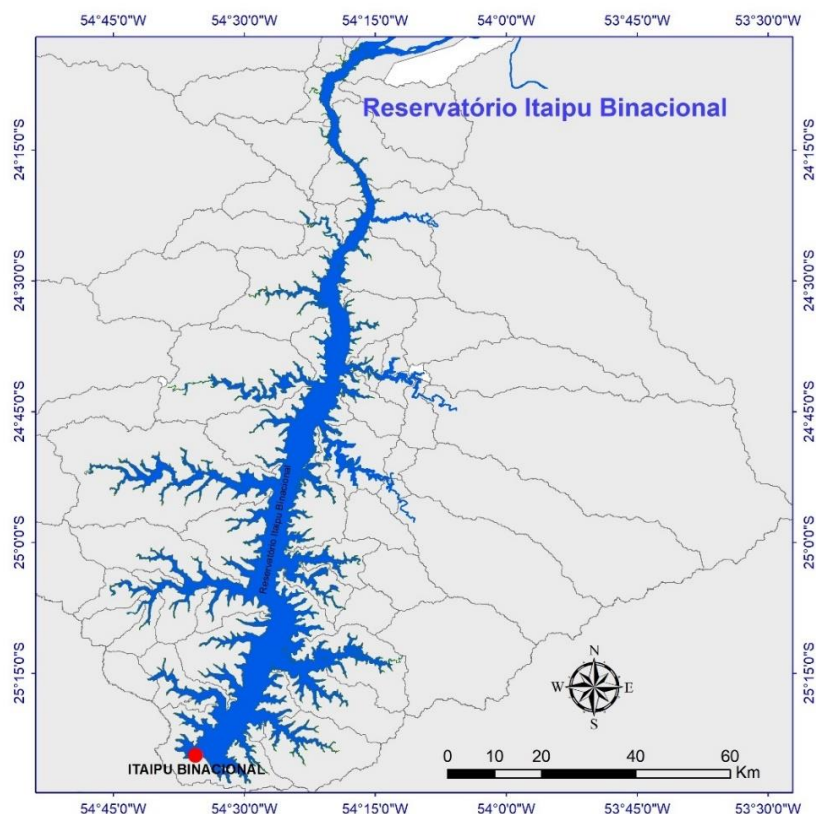 54°45'0"W 54°30'0"W 54°15'0"W 54°0'0"W 53°45'0"W 53°30'0"W
Reservatório Itaipu Binacional
24°15'0"S 24°15'0"S
24°30'0"S 24°30'0"S
24°45'0"S 24°45'0"S
Reservatório Itaipu Binacional
25°0'0"S 25°0'0"S
25°15'0"S 25°15'0"S
N
W E
S
ITAIPU BINACIONAL
0 10 20 40 60
Km
54°45'0"W 54°30'0"W 54°15'0"W 54°0'0"W 53°45'0"W 53°30'0"W